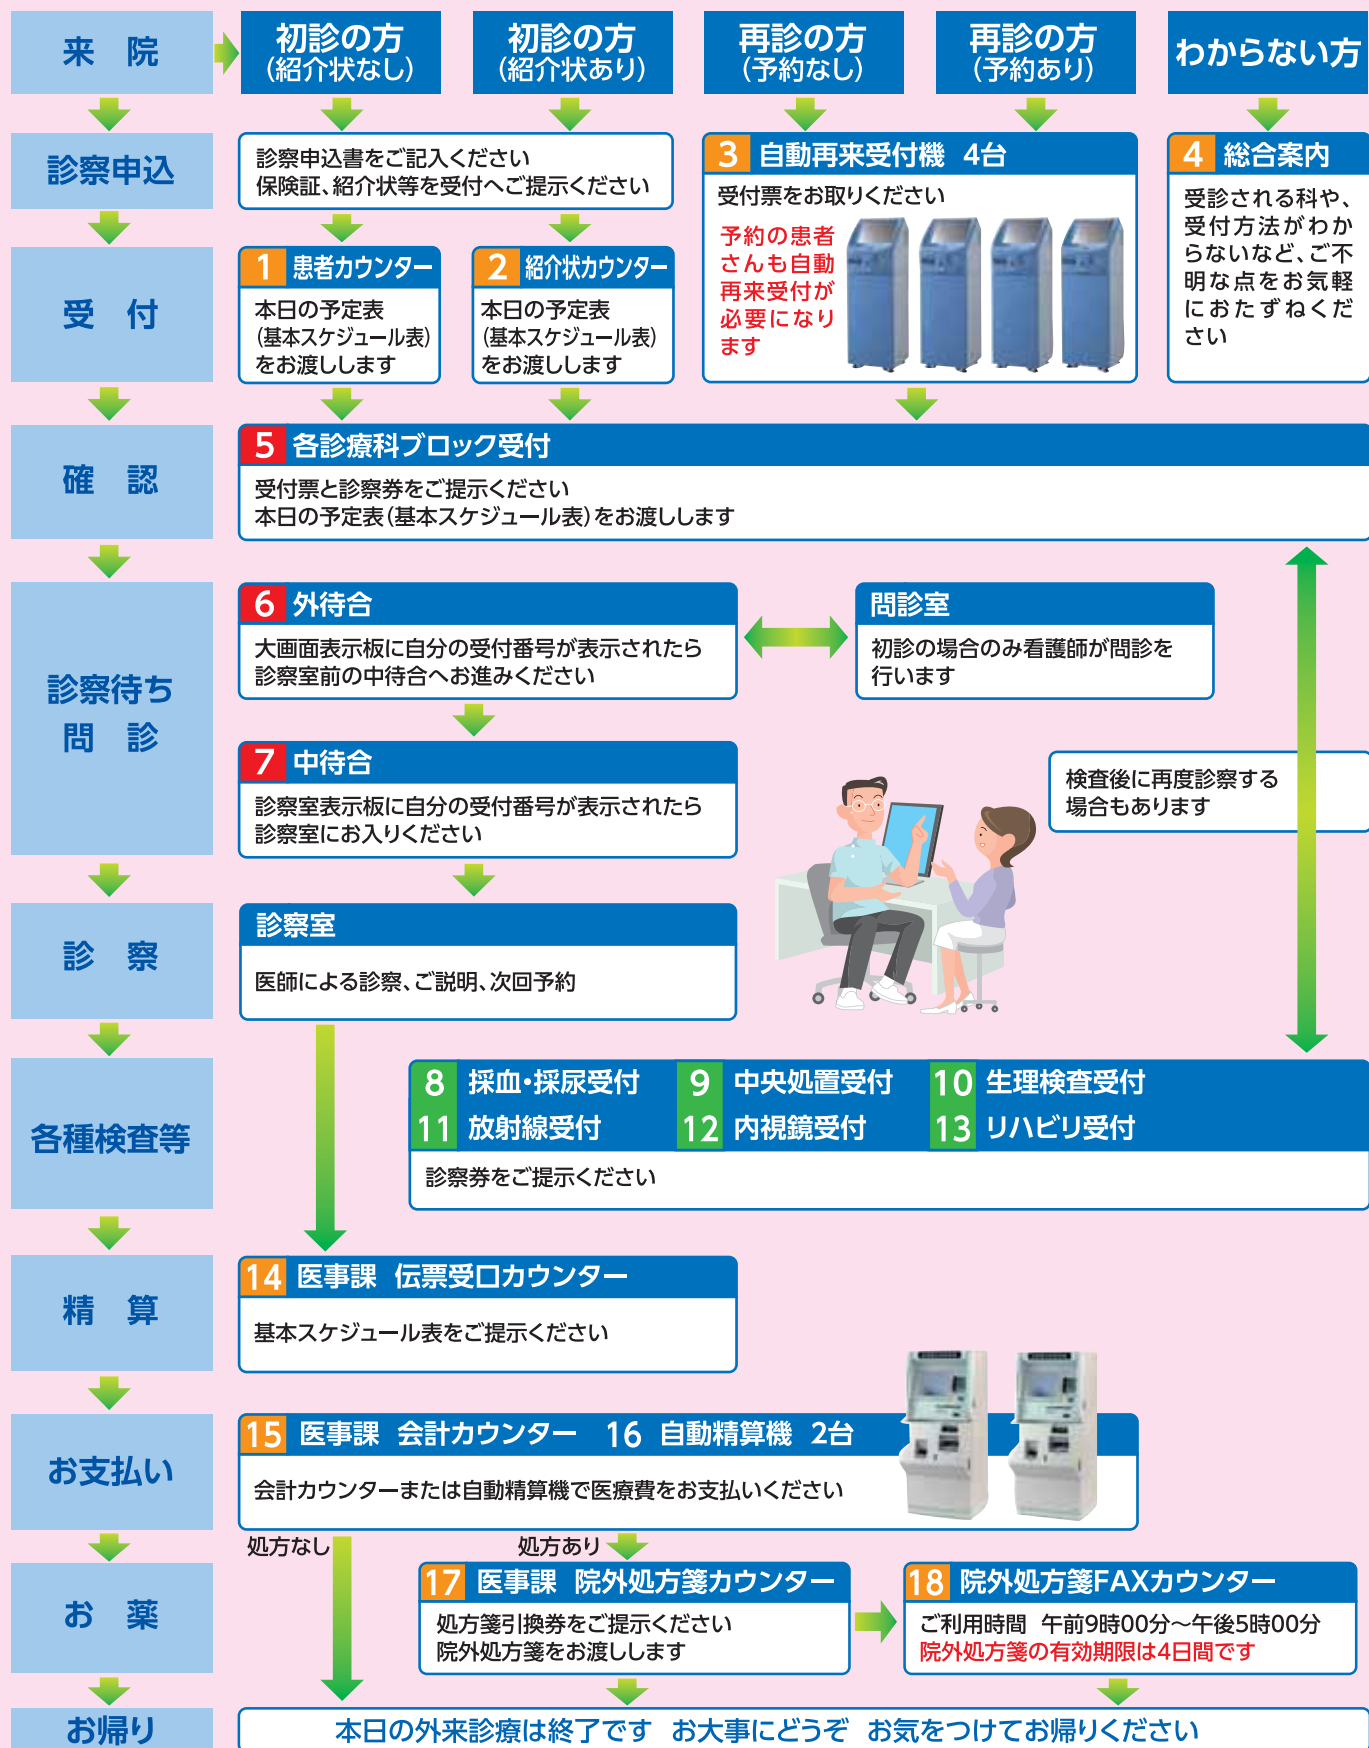 来 院
初診の方
(紹介状なし)
初診の方
(紹介状あり)
再診の方
(予約なし)
再診の方
(予約あり)
わからない方
診察申込
診察申込書をご記入ください
保険証、紹介状等を受付へご提示ください
3 自動再来受付機 4台
受付票をお取りください
予約の患者
さんも自動
再来受付が
必要になり
ます
4 総合案内
受診される科や、
受付方法がわか
らないなど、ご不
明な点をお気軽
におたずねくだ
さい
受 付
1 患者カウンター
本日の予定表
(基本スケジュール表)
をお渡しします
2 紹介状カウンター
本日の予定表
(基本スケジュール表)
をお渡しします
確 認
5 各診療科ブロック受付
受付票と診察券をご提示ください
本日の予定表(基本スケジュール表)をお渡しします
診察待ち
問 診
6 外待合
大画面表示板に自分の受付番号が表示されたら
診察室前の中待合へお進みください
問診室
初診の場合のみ看護師が問診を
行います
7 中待合
診察室表示板に自分の受付番号が表示されたら
診察室にお入りください
検査後に再度診察する
場合もあります
診 察
診察室
医師による診察、ご説明、次回予約
各種検査等
8 採血・採尿受付 9 中央処置受付 10 生理検査受付
11 放射線受付 12 内視鏡受付 13 リハビリ受付
診察券をご提示ください
精 算
14 医事課 伝票受口カウンター
基本スケジュール表をご提示ください
お支払い
15 医事課 会計カウンター 16 自動精算機 2台
会計カウンターまたは自動精算機で医療費をお支払いください
処方なし
処方あり
お 薬
17 医事課 院外処方箋カウンター
処方箋引換券をご提示ください
院外処方箋をお渡しします
18 院外処方箋FAXカウンター
ご利用時間 午前9時00分～午後5時00分
院外処方箋の有効期限は4日間です
お帰り
本日の外来診療は終了です お大事にどうぞ お気をつけてお帰りください